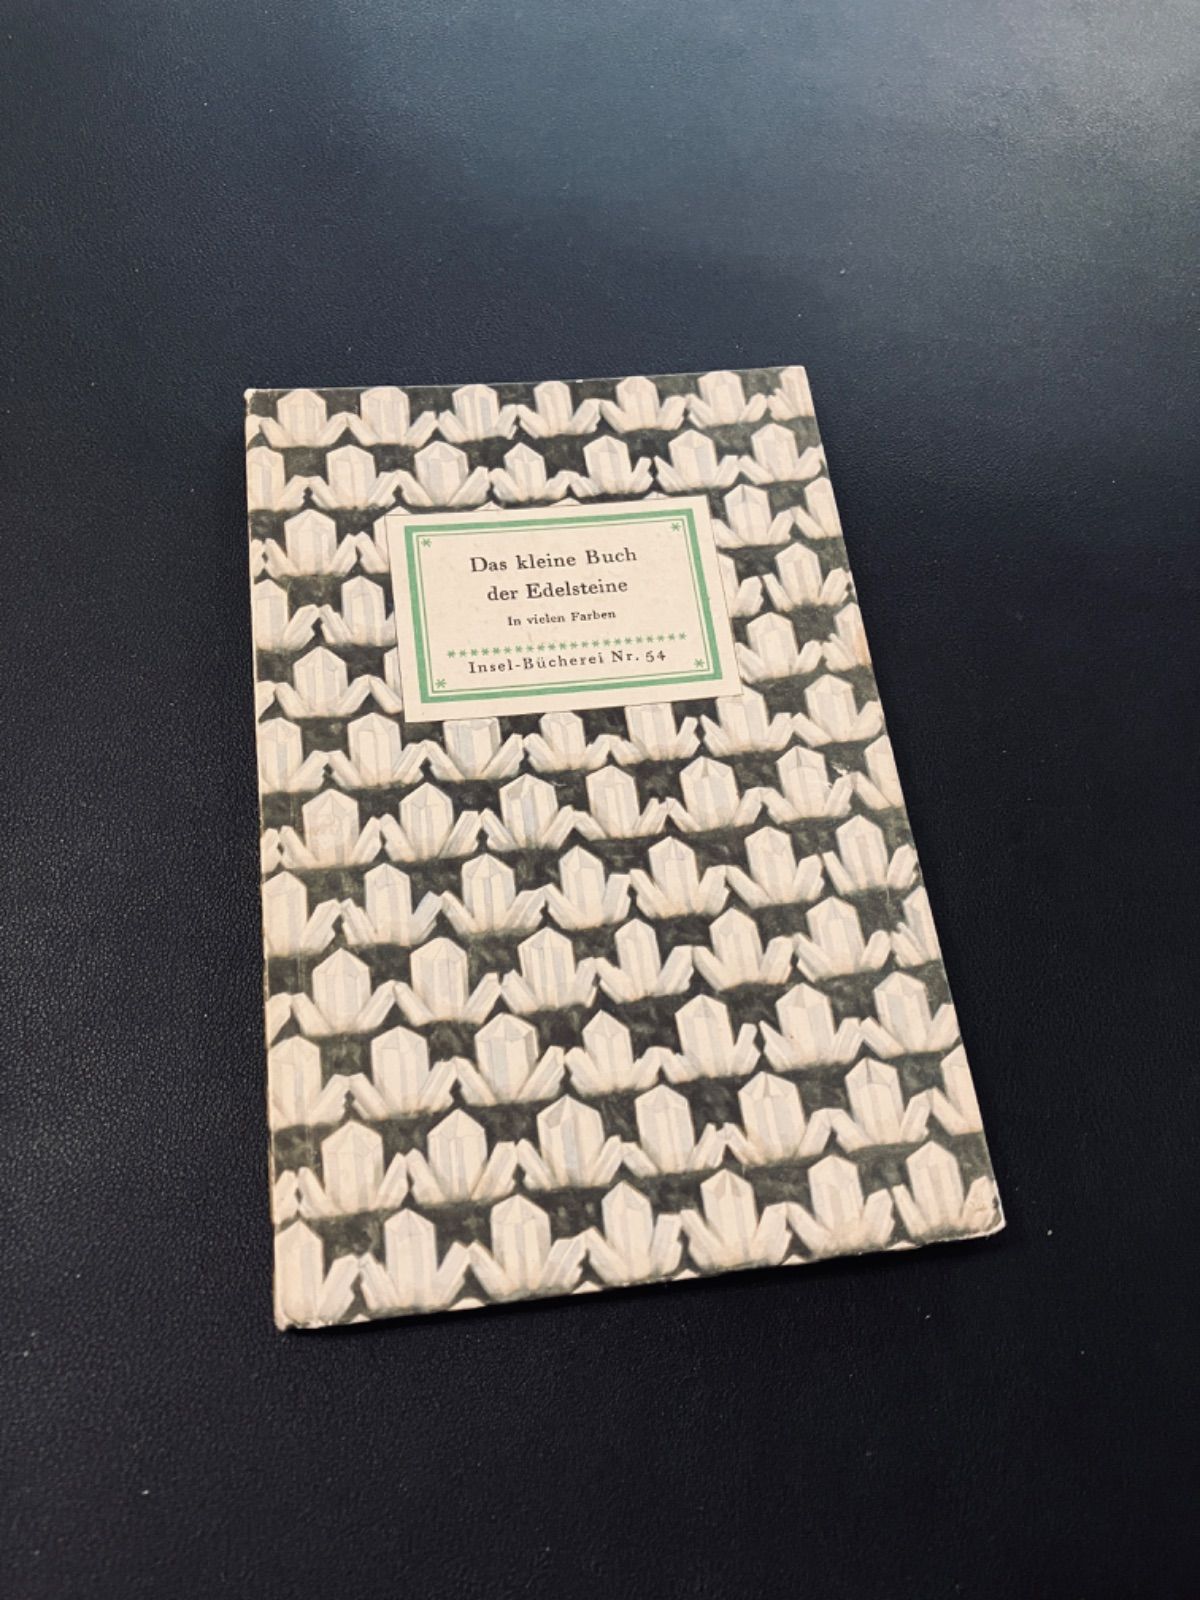 Das kleine Buch
der Edelsteine
In vielen Farben
Insel-Bücherei Nr. 54